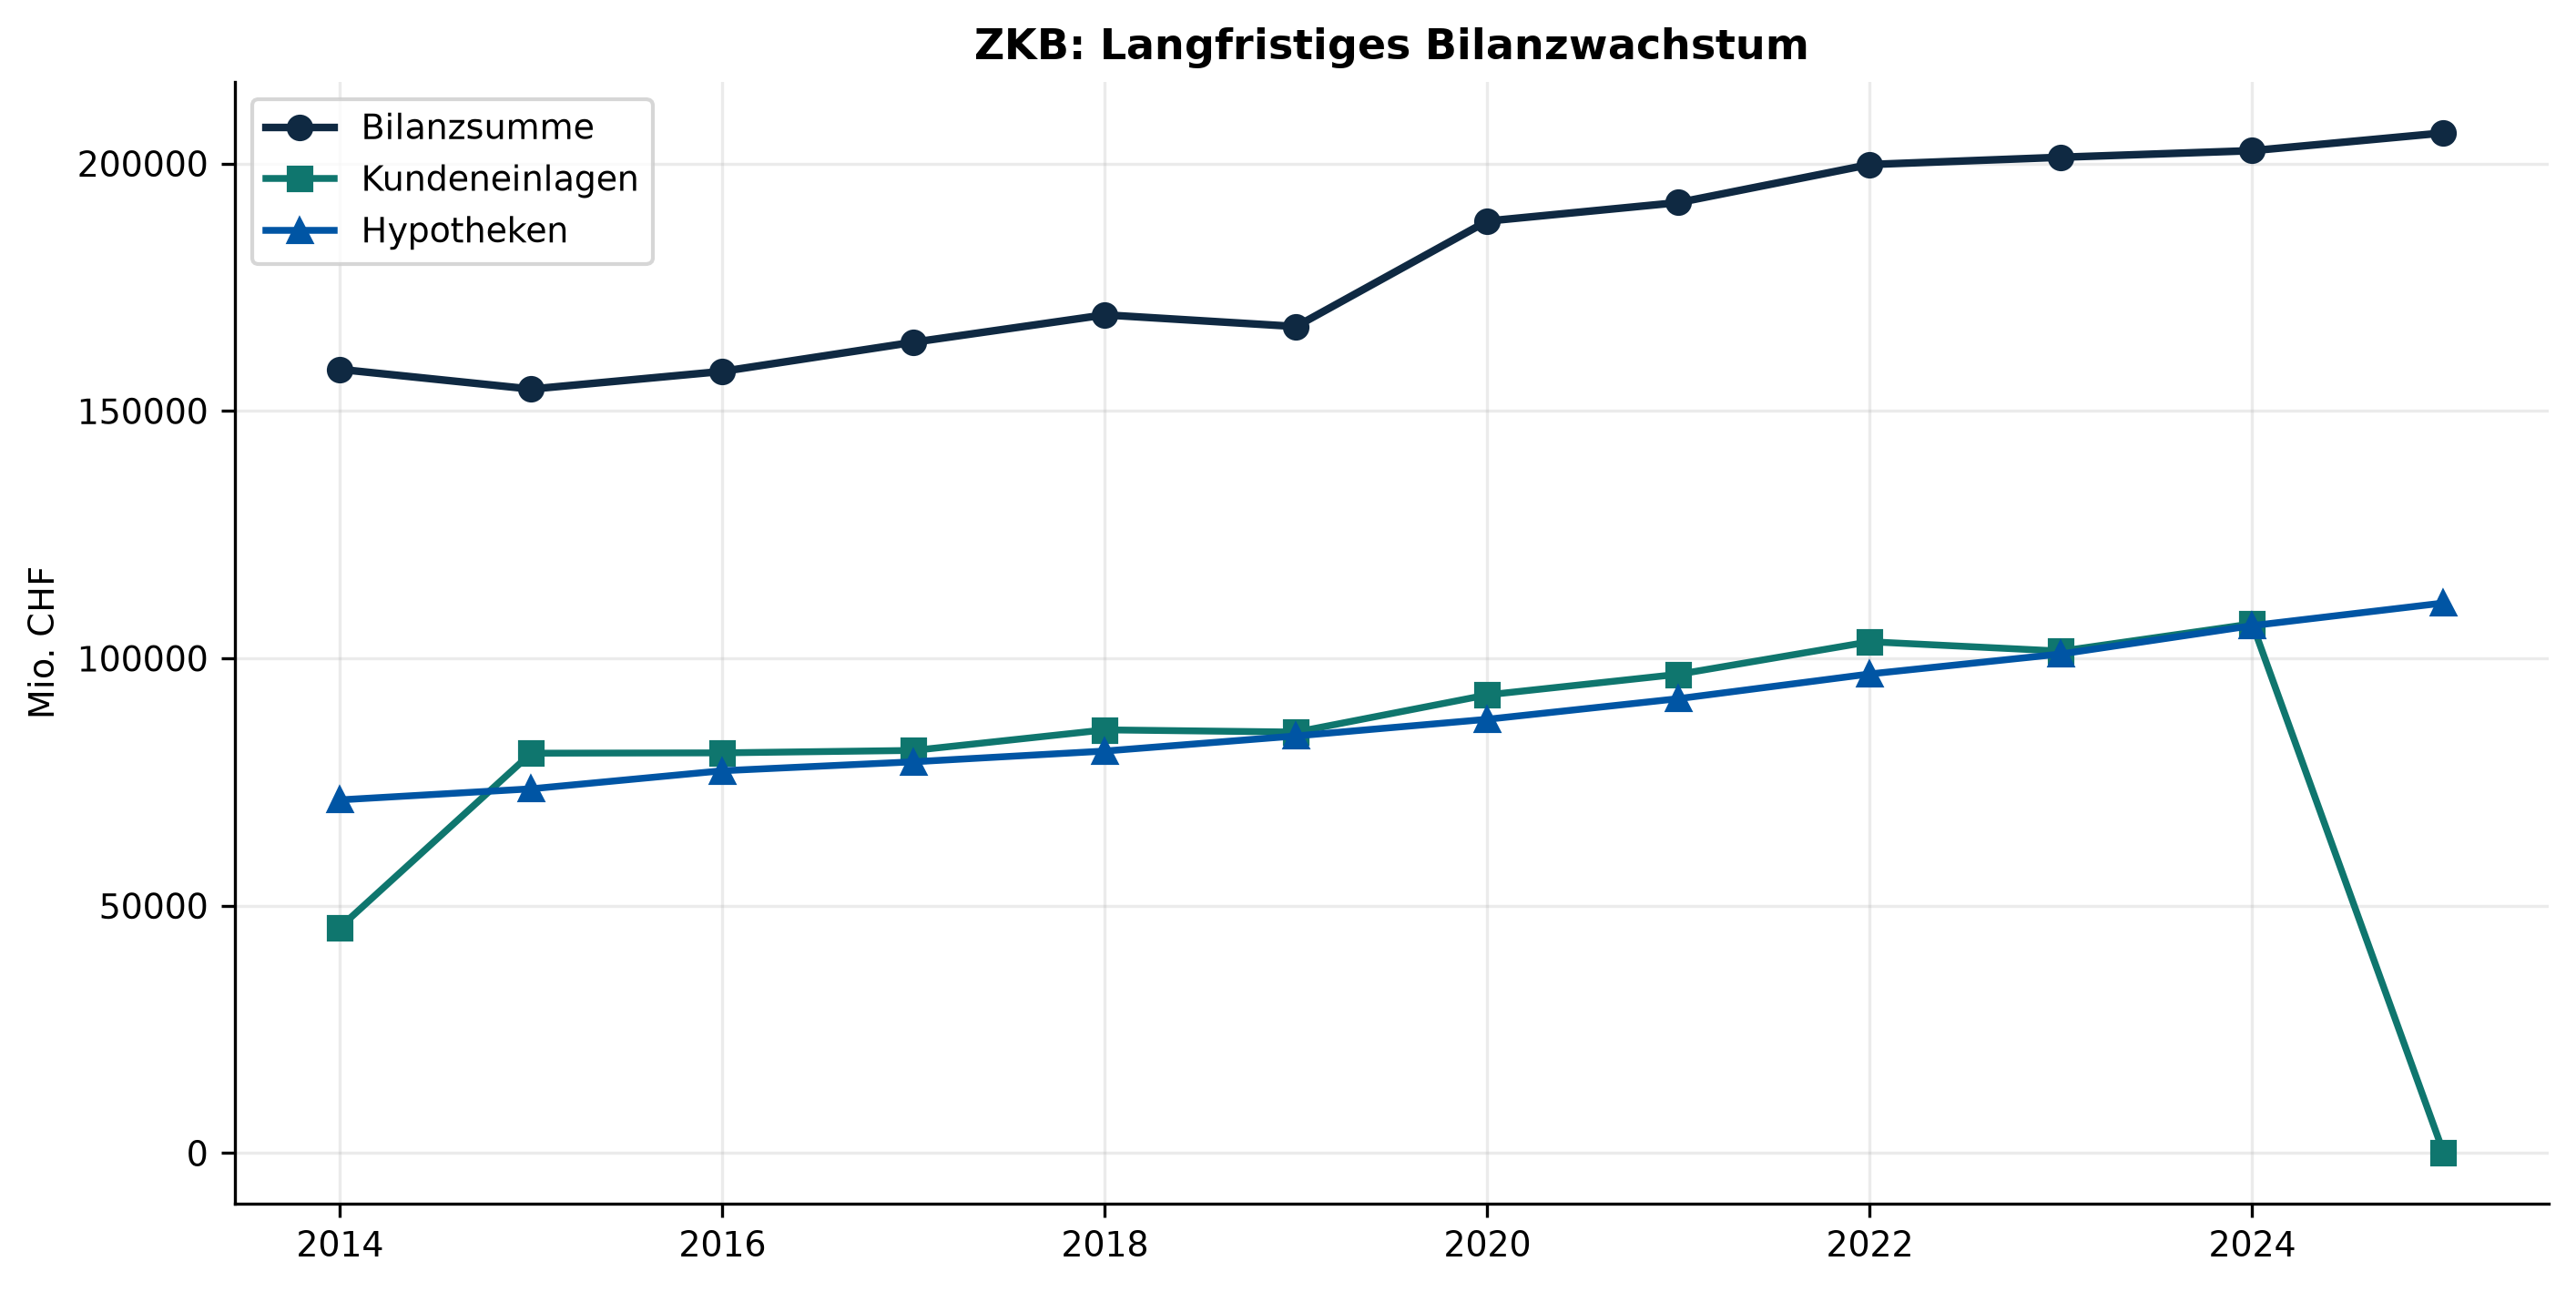 ZKB: Langfristiges Bilanzwachstum
Bilanzsumme
Kundeneinlagen
Hypotheken
Mio. CHF
200000
150000
100000
50000
0
2014 2016 2018 2020 2022 2024